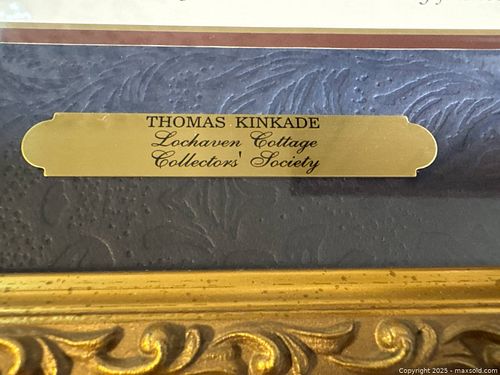 THOMAS KINKADE
Lochaven Cottage
Collectors' Society
Copyright 2025 - maxsold.com